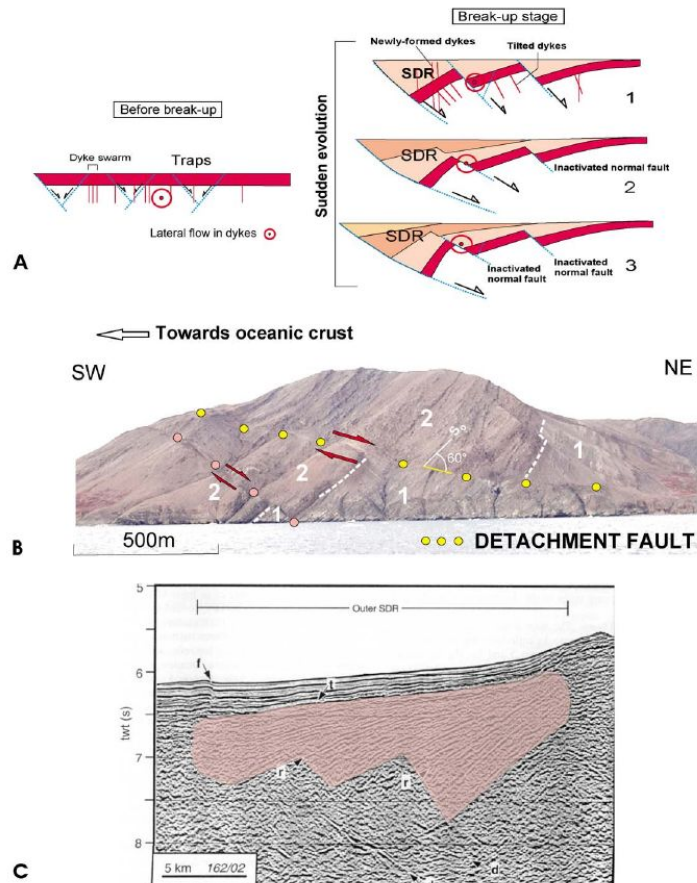 Break-up stage
Newly-formed dykes
Tilted dykes
SDR
1
Before break-up
Dyke swarm
Traps
Sudden evolution
SDR
Inactivated normal fault
2
Lateral flow in dykes
SDR
Inactivated
normal fault
Inactivated
normal fault
3
A
Towards oceanic crust
SW
NE
2
S₀
60°
1
2
2
1
1
500m
DETACHMENT FAULT
B
5
Outer SDR
f
6
t
twt (s)
7
8
d
5 km
162/02
C